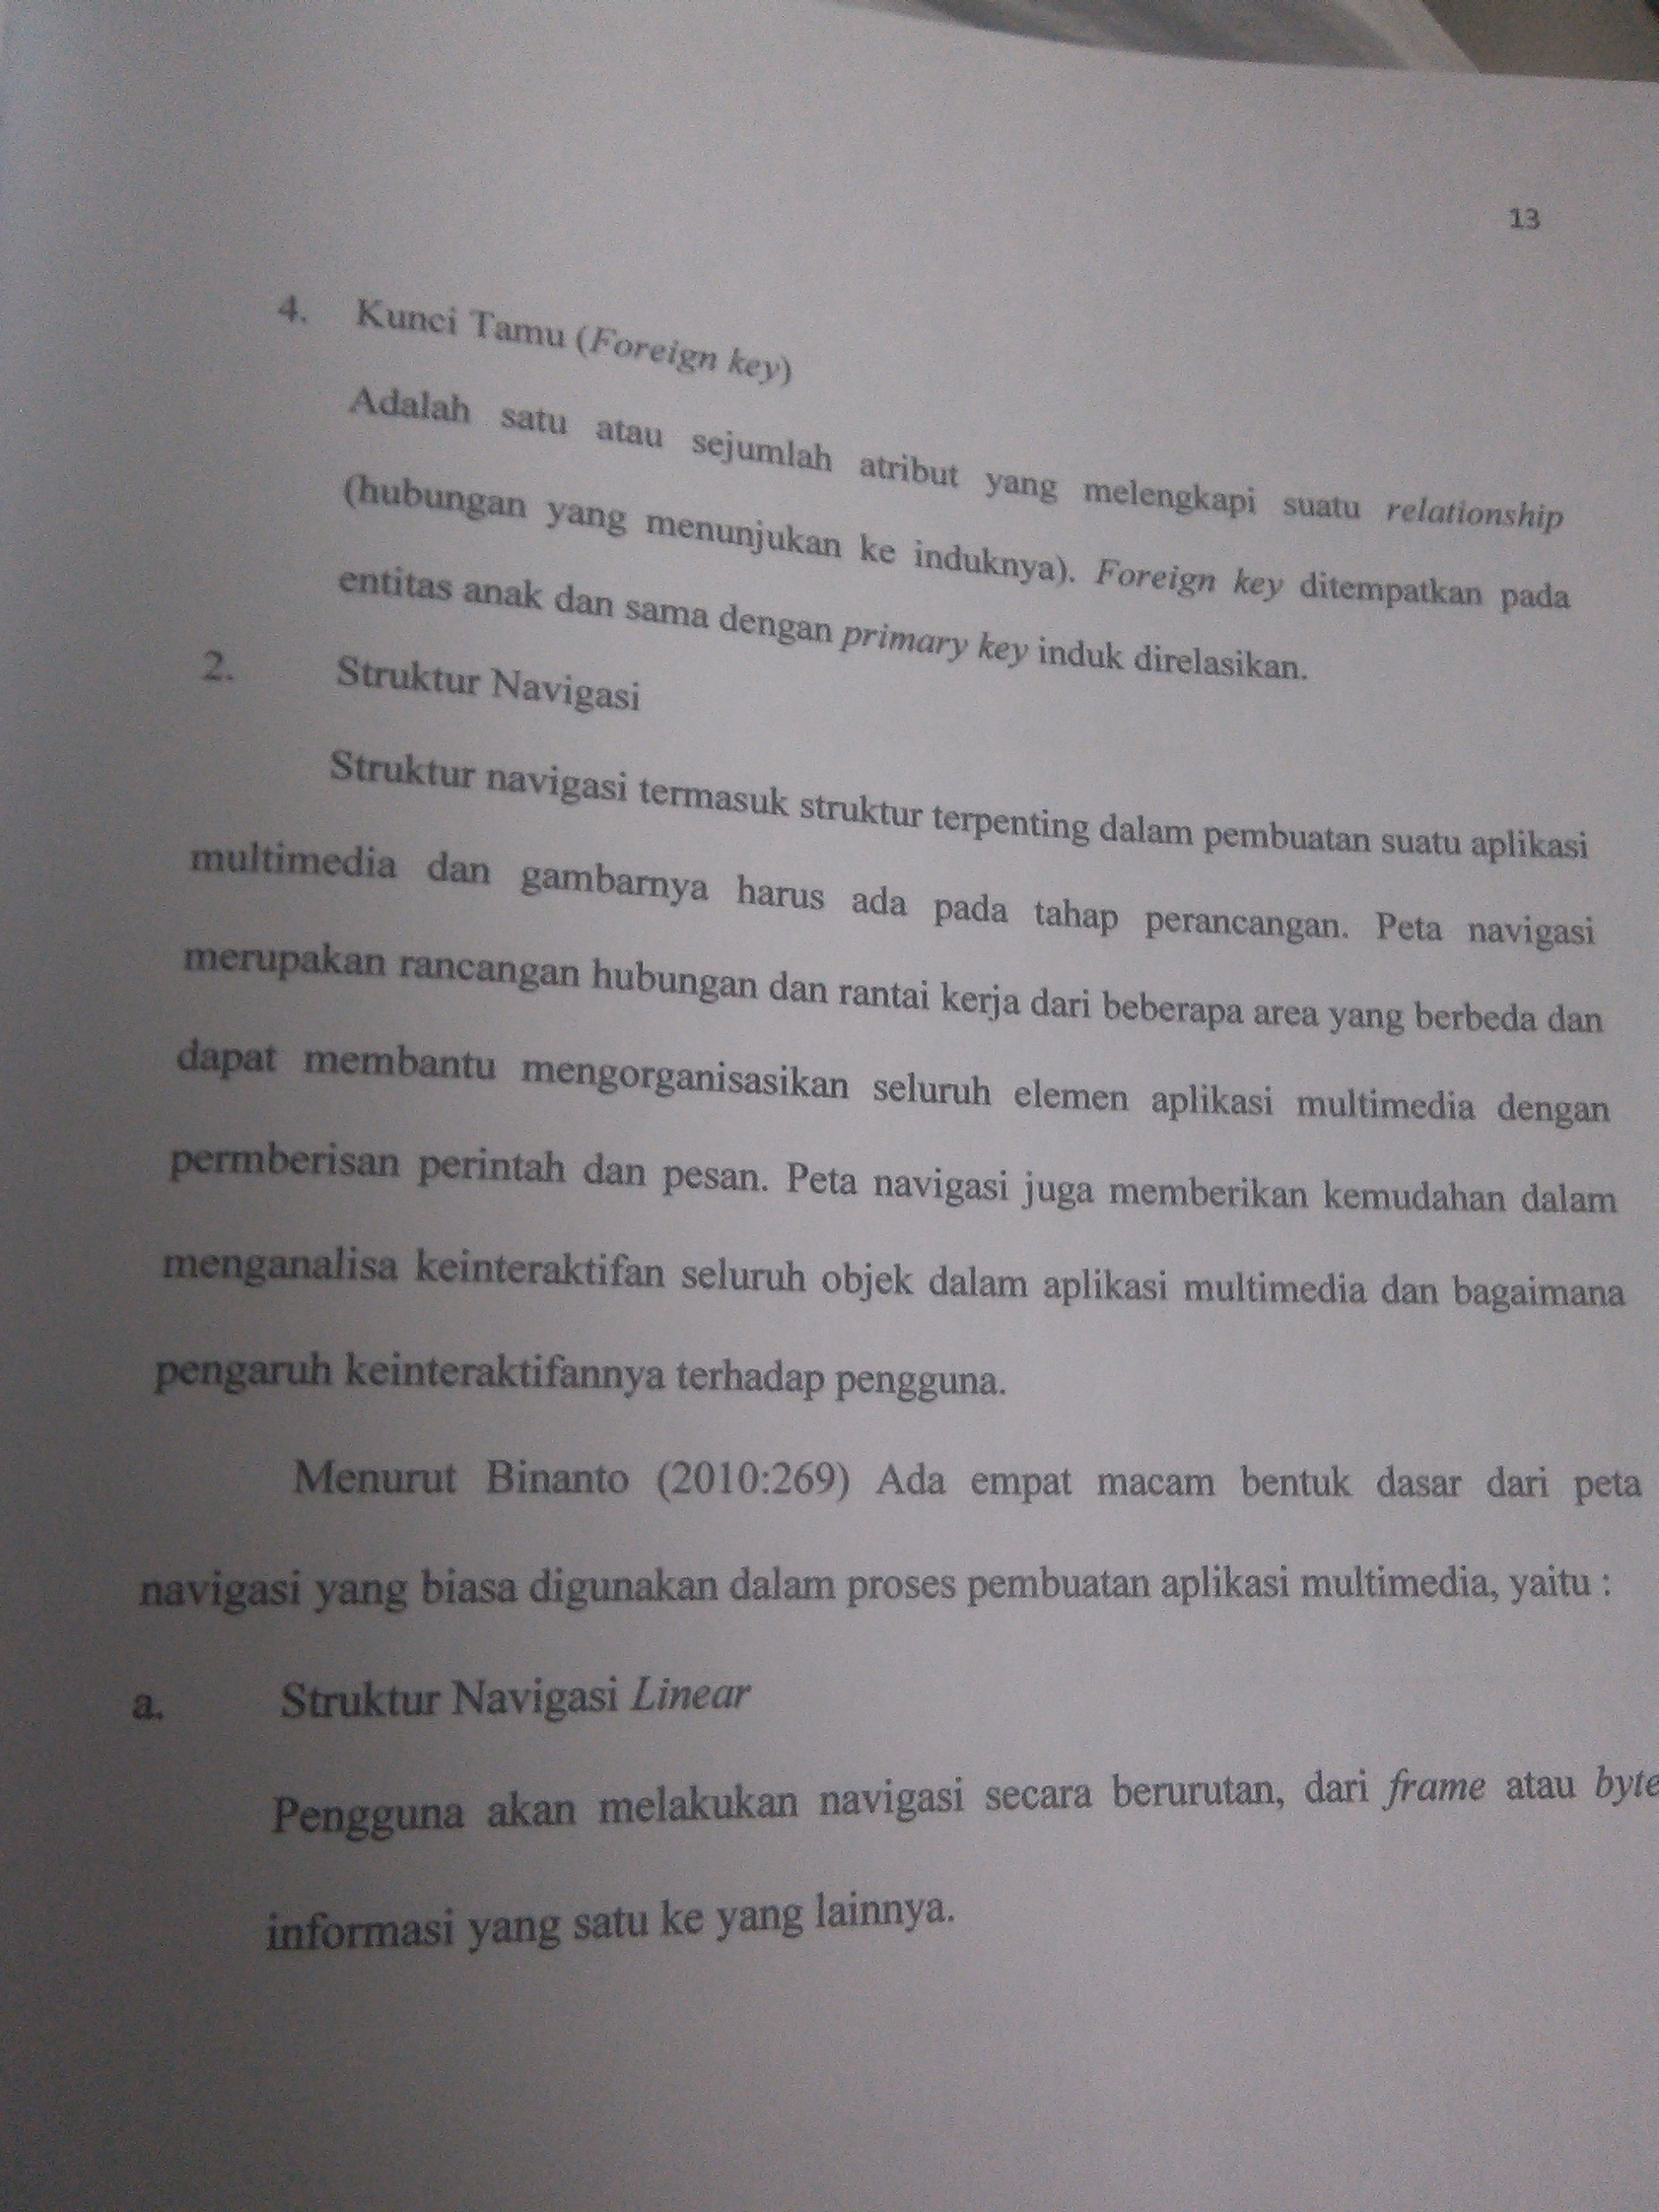 13
4. Kunci Tamu (Foreign key)
Adalah satu atau sejumlah atribut yang melengkapi suatu relationship
(hubungan yang menunjukan ke induknya). Foreign key ditempatkan pada
entitas anak dan sama dengan primary key induk direlasikan.
2. Struktur Navigasi
Struktur navigasi termasuk struktur terpenting dalam pembuatan suatu aplikasi
multimedia dan gambarnya harus ada pada tahap perancangan. Peta navigasi
merupakan rancangan hubungan dan rantai kerja dari beberapa area yang berbeda dan
dapat membantu mengorganisasikan seluruh elemen aplikasi multimedia dengan
permberisan perintah dan pesan. Peta navigasi juga memberikan kemudahan dalam
menganalisa keinteraktifan seluruh objek dalam aplikasi multimedia dan bagaimana
pengaruh keinteraktifannya terhadap pengguna.
Menurut Binanto (2010:269) Ada empat macam bentuk dasar dari peta
navigasi yang biasa digunakan dalam proses pembuatan aplikasi multimedia, yaitu :
a. Struktur Navigasi Linear
Pengguna akan melakukan navigasi secara berurutan, dari frame atau byte
informasi yang satu ke yang lainnya.